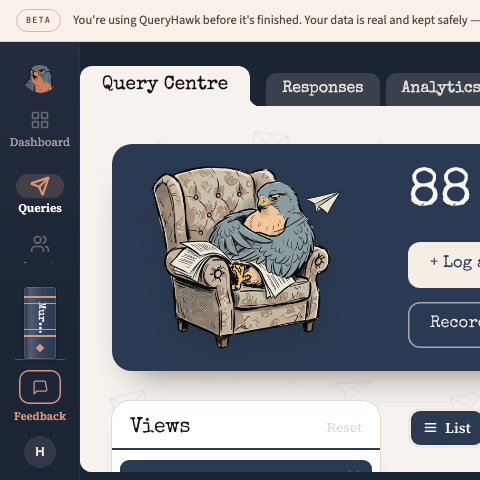 BETA
You're using QueryHawk before it's finished. Your data is real and kept safely —
Dashboard
Queries
Mur...
Feedback
H
Query Centre
Responses
Analytics
88
+ Log a
Record
Views
Reset
List